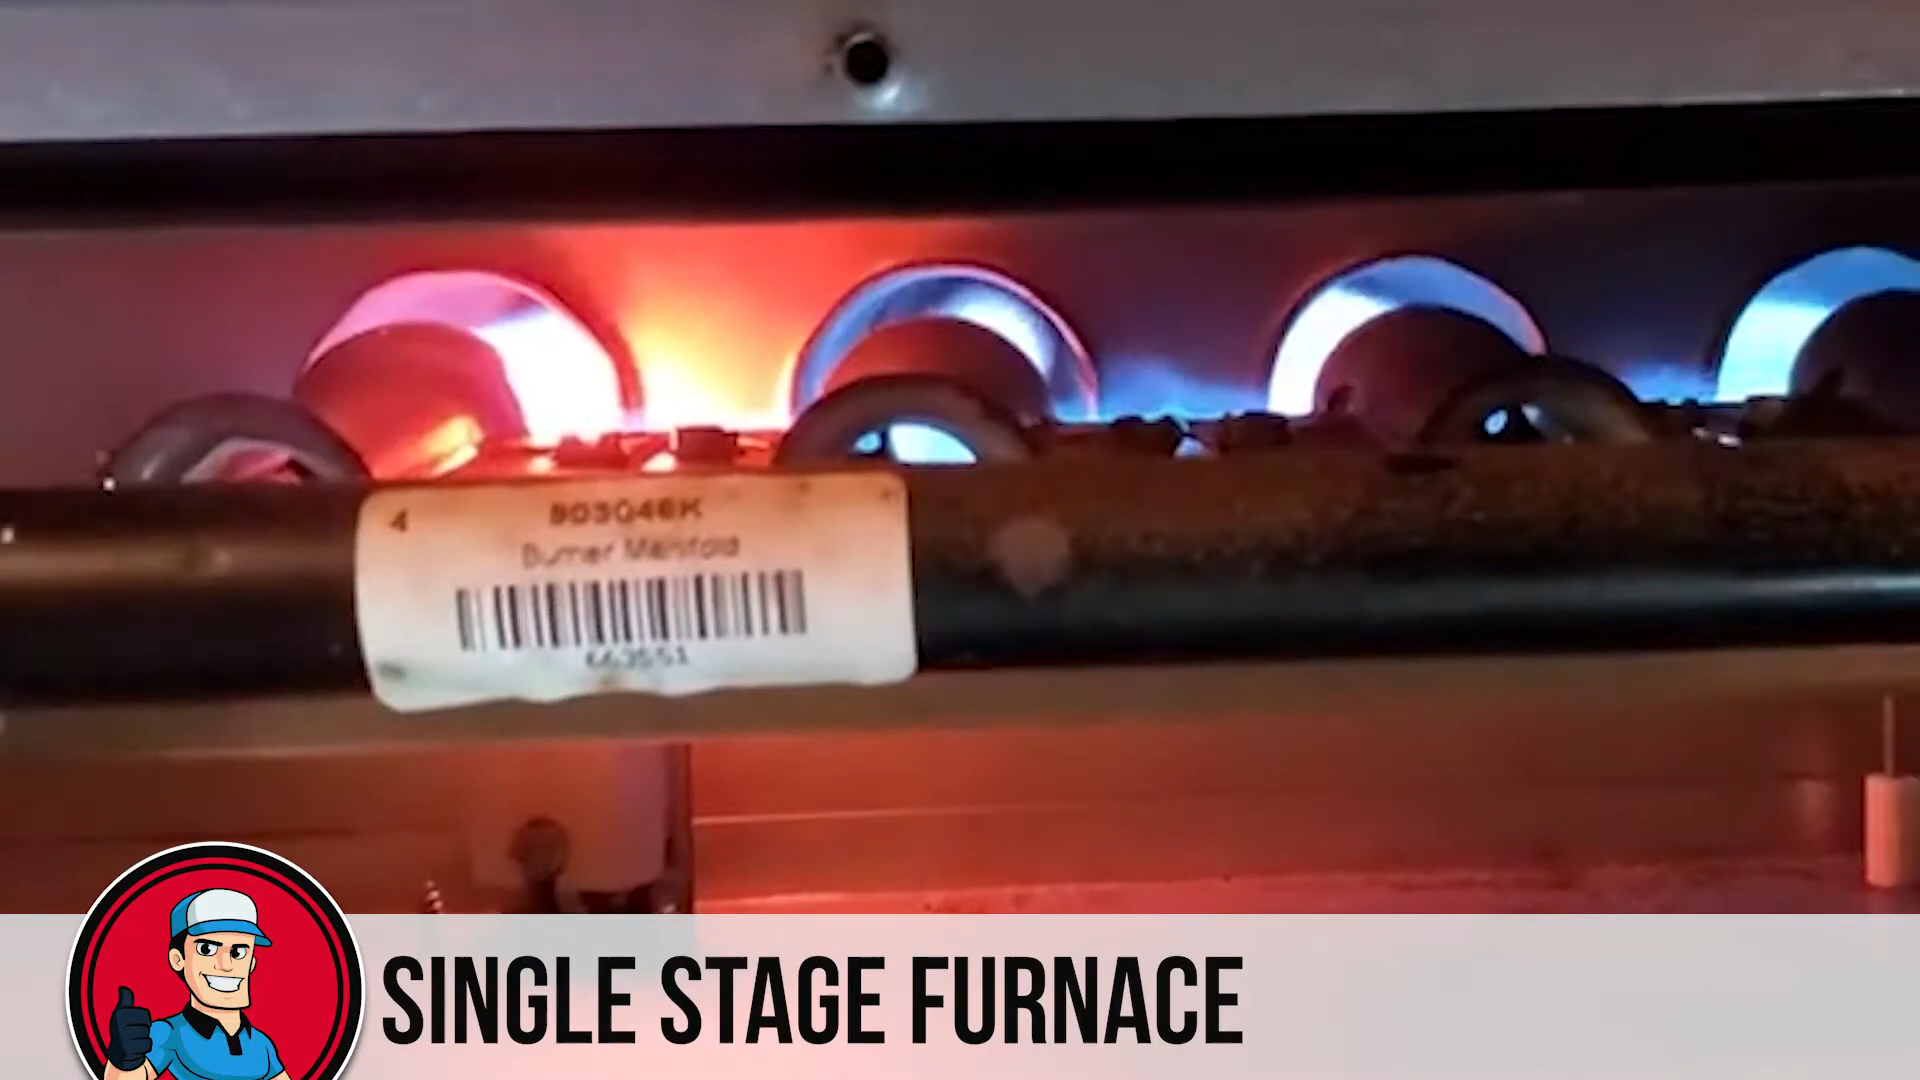 4
903046K
Burner Manifold
663551
SINGLE STAGE FURNACE